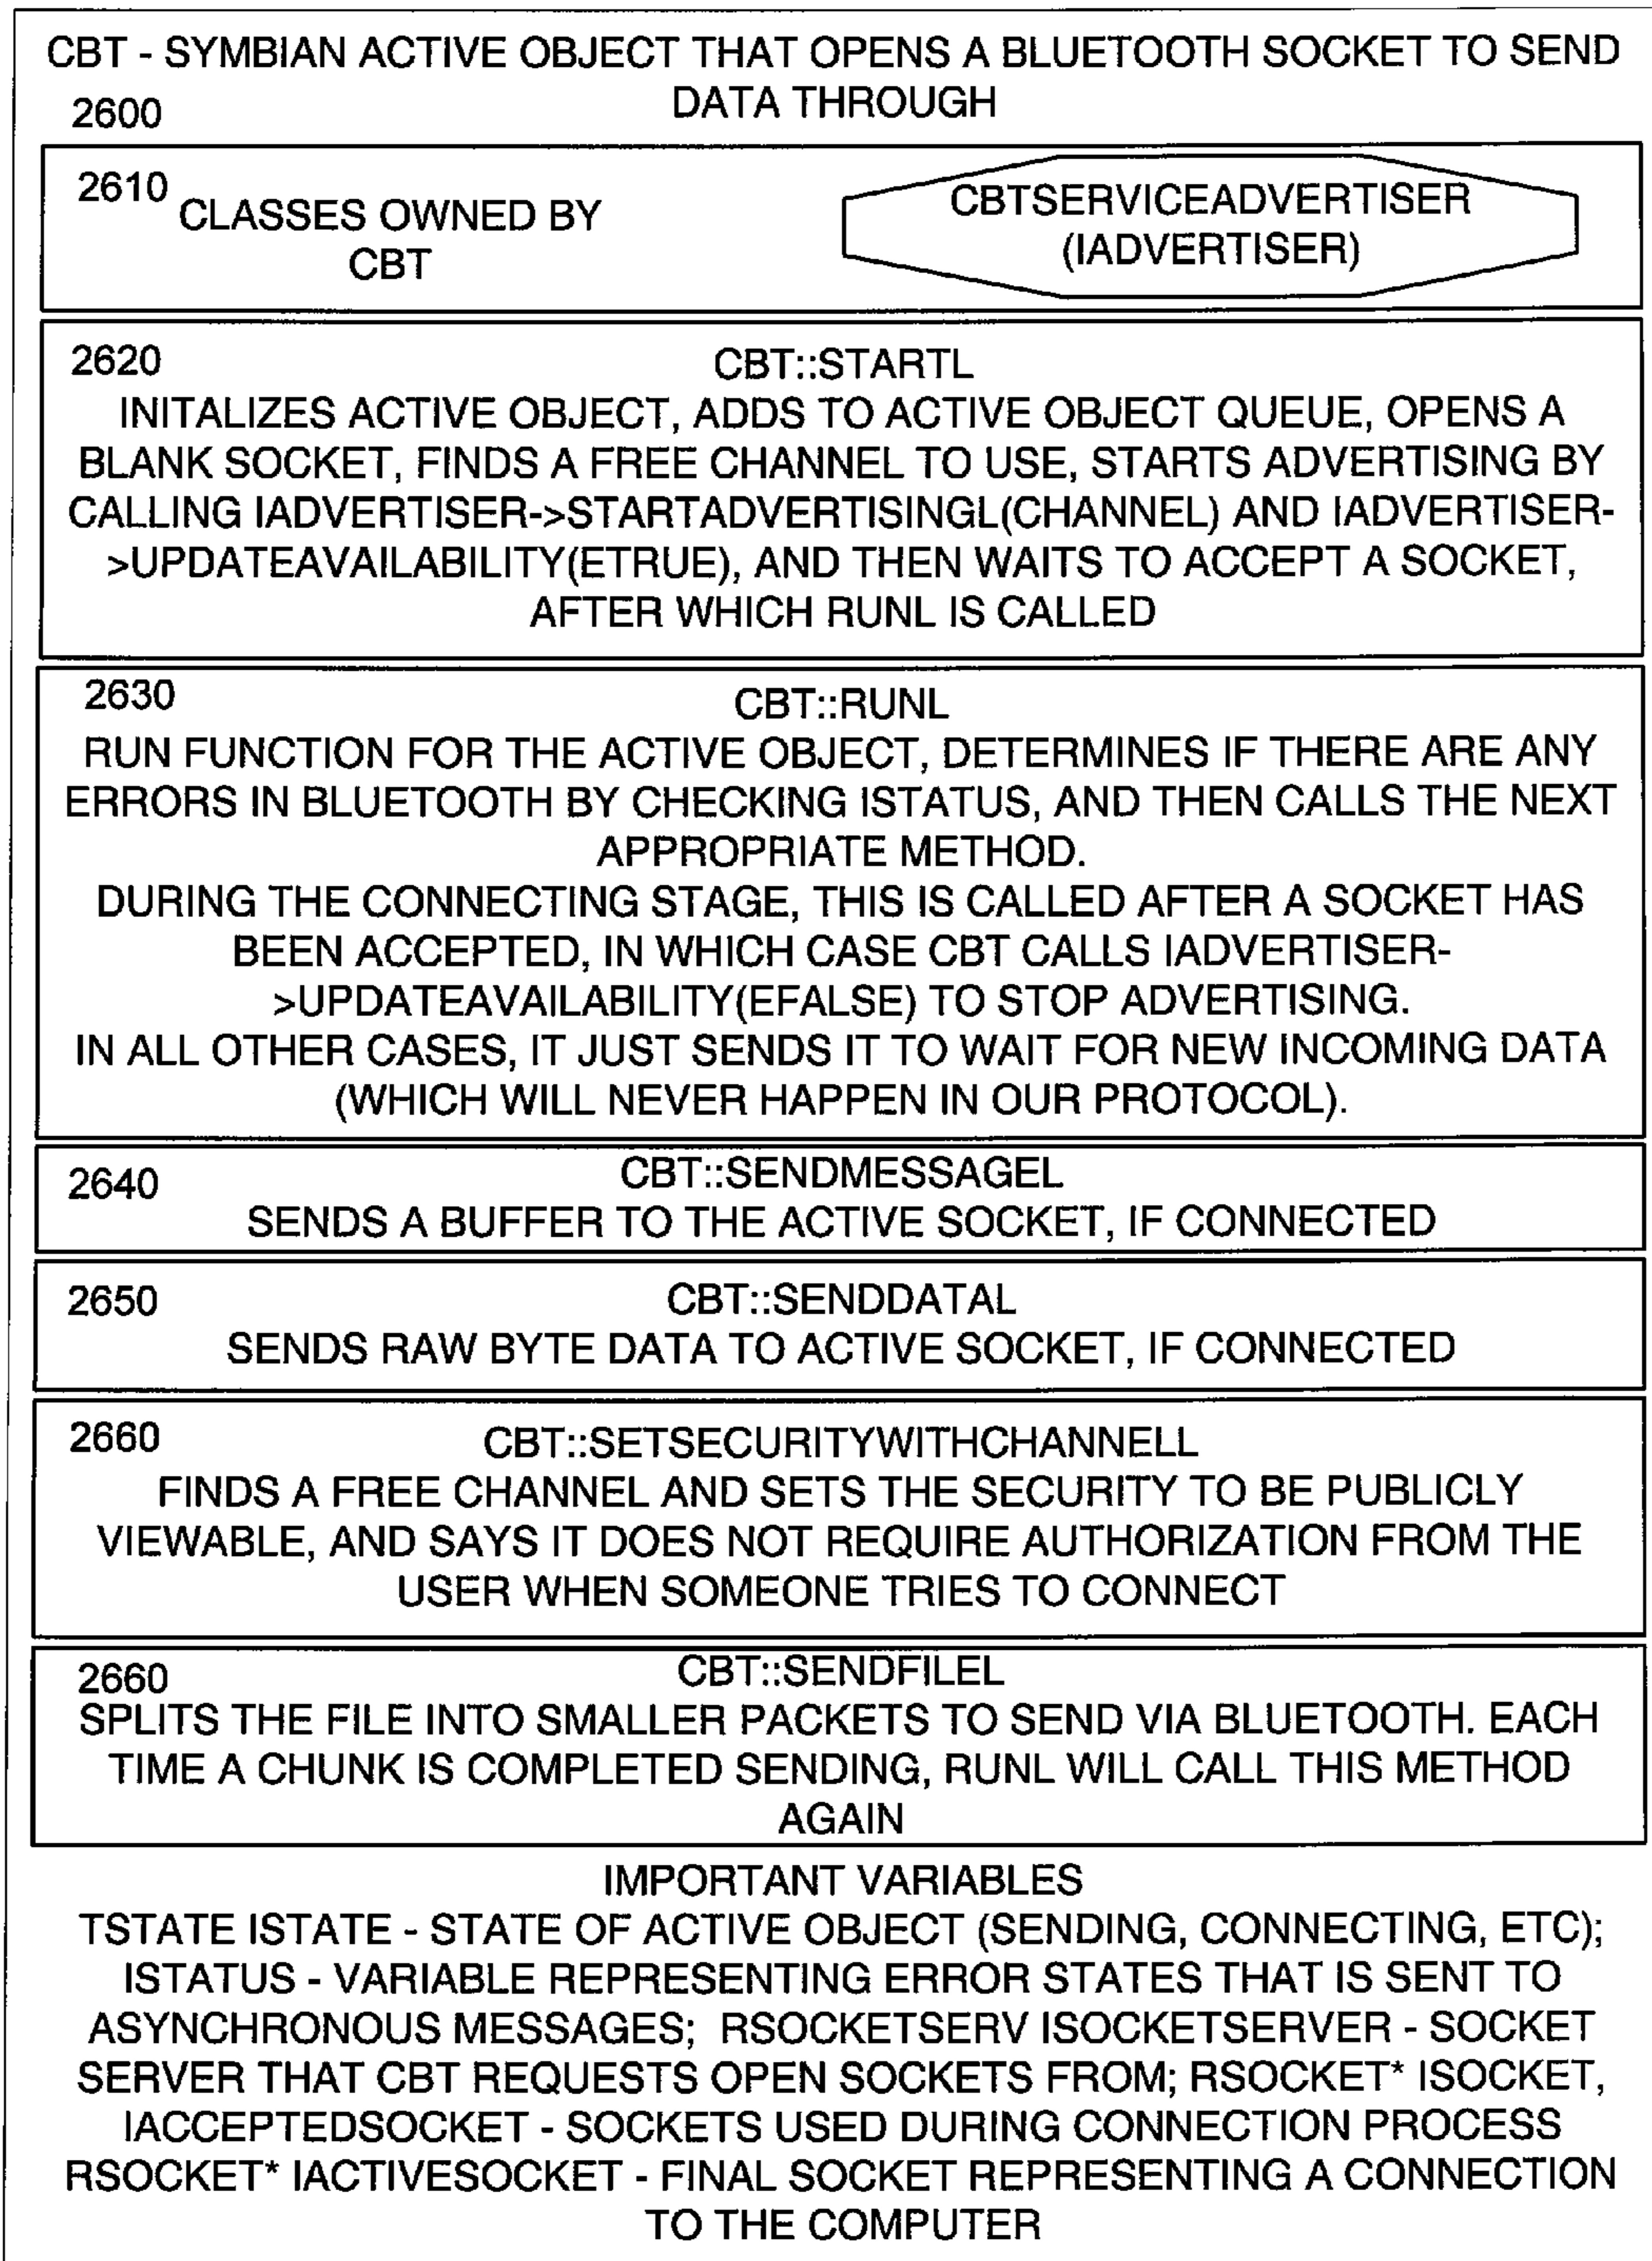 CBT - SYMBIAN ACTIVE OBJECT THAT OPENS A BLUETOOTH SOCKET TO SEND
2600 DATA THROUGH
2610 CLASSES OWNED BY
CBT
CBTSERVICEADVERTISER
(IADVERTISER)
2620 CBT::STARTL
INITALIZES ACTIVE OBJECT, ADDS TO ACTIVE OBJECT QUEUE, OPENS A
BLANK SOCKET, FINDS A FREE CHANNEL TO USE, STARTS ADVERTISING BY
CALLING IADVERTISER->STARTADVERTISINGL(CHANNEL) AND IADVERTISER-
>UPDATEAVAILABILITY(ETRUE), AND THEN WAITS TO ACCEPT A SOCKET,
AFTER WHICH RUNL IS CALLED
2630 CBT::RUNL
RUN FUNCTION FOR THE ACTIVE OBJECT, DETERMINES IF THERE ARE ANY
ERRORS IN BLUETOOTH BY CHECKING ISTATUS, AND THEN CALLS THE NEXT
APPROPRIATE METHOD.
DURING THE CONNECTING STAGE, THIS IS CALLED AFTER A SOCKET HAS
BEEN ACCEPTED, IN WHICH CASE CBT CALLS IADVERTISER-
>UPDATEAVAILABILITY(EFALSE) TO STOP ADVERTISING.
IN ALL OTHER CASES, IT JUST SENDS IT TO WAIT FOR NEW INCOMING DATA
(WHICH WILL NEVER HAPPEN IN OUR PROTOCOL).
2640 CBT::SENDMESSAGEL
SENDS A BUFFER TO THE ACTIVE SOCKET, IF CONNECTED
2650 CBT::SENDDATAL
SENDS RAW BYTE DATA TO ACTIVE SOCKET, IF CONNECTED
2660 CBT::SETSECURITYWITHCHANNELL
FINDS A FREE CHANNEL AND SETS THE SECURITY TO BE PUBLICLY
VIEWABLE, AND SAYS IT DOES NOT REQUIRE AUTHORIZATION FROM THE
USER WHEN SOMEONE TRIES TO CONNECT
2660 CBT::SENDFILEL
SPLITS THE FILE INTO SMALLER PACKETS TO SEND VIA BLUETOOTH. EACH
TIME A CHUNK IS COMPLETED SENDING, RUNL WILL CALL THIS METHOD
AGAIN
IMPORTANT VARIABLES
TSTATE ISTATE - STATE OF ACTIVE OBJECT (SENDING, CONNECTING, ETC);
ISTATUS - VARIABLE REPRESENTING ERROR STATES THAT IS SENT TO
ASYNCHRONOUS MESSAGES; RSOCKETSERV ISOCKETSERVER - SOCKET
SERVER THAT CBT REQUESTS OPEN SOCKETS FROM; RSOCKET* ISOCKET,
IACCEPTEDSOCKET - SOCKETS USED DURING CONNECTION PROCESS
RSOCKET* IACTIVESOCKET - FINAL SOCKET REPRESENTING A CONNECTION
TO THE COMPUTER